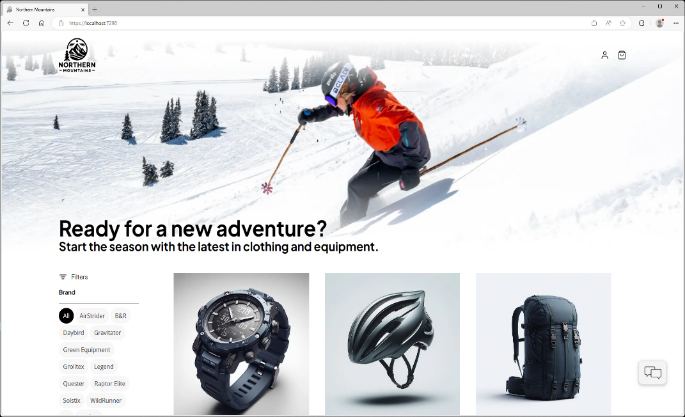 Northern Mountains
https://localhost:7298
NORTHERN
MOUNTAINS
Ready for a new adventure?
Start the season with the latest in clothing and equipment.
Filters
Brand
All
AirStrider
B&R
Daybird
Gravitator
Green Equipment
Grolltex
Legend
Quester
Raptor Elite
Solstix
WildRunner